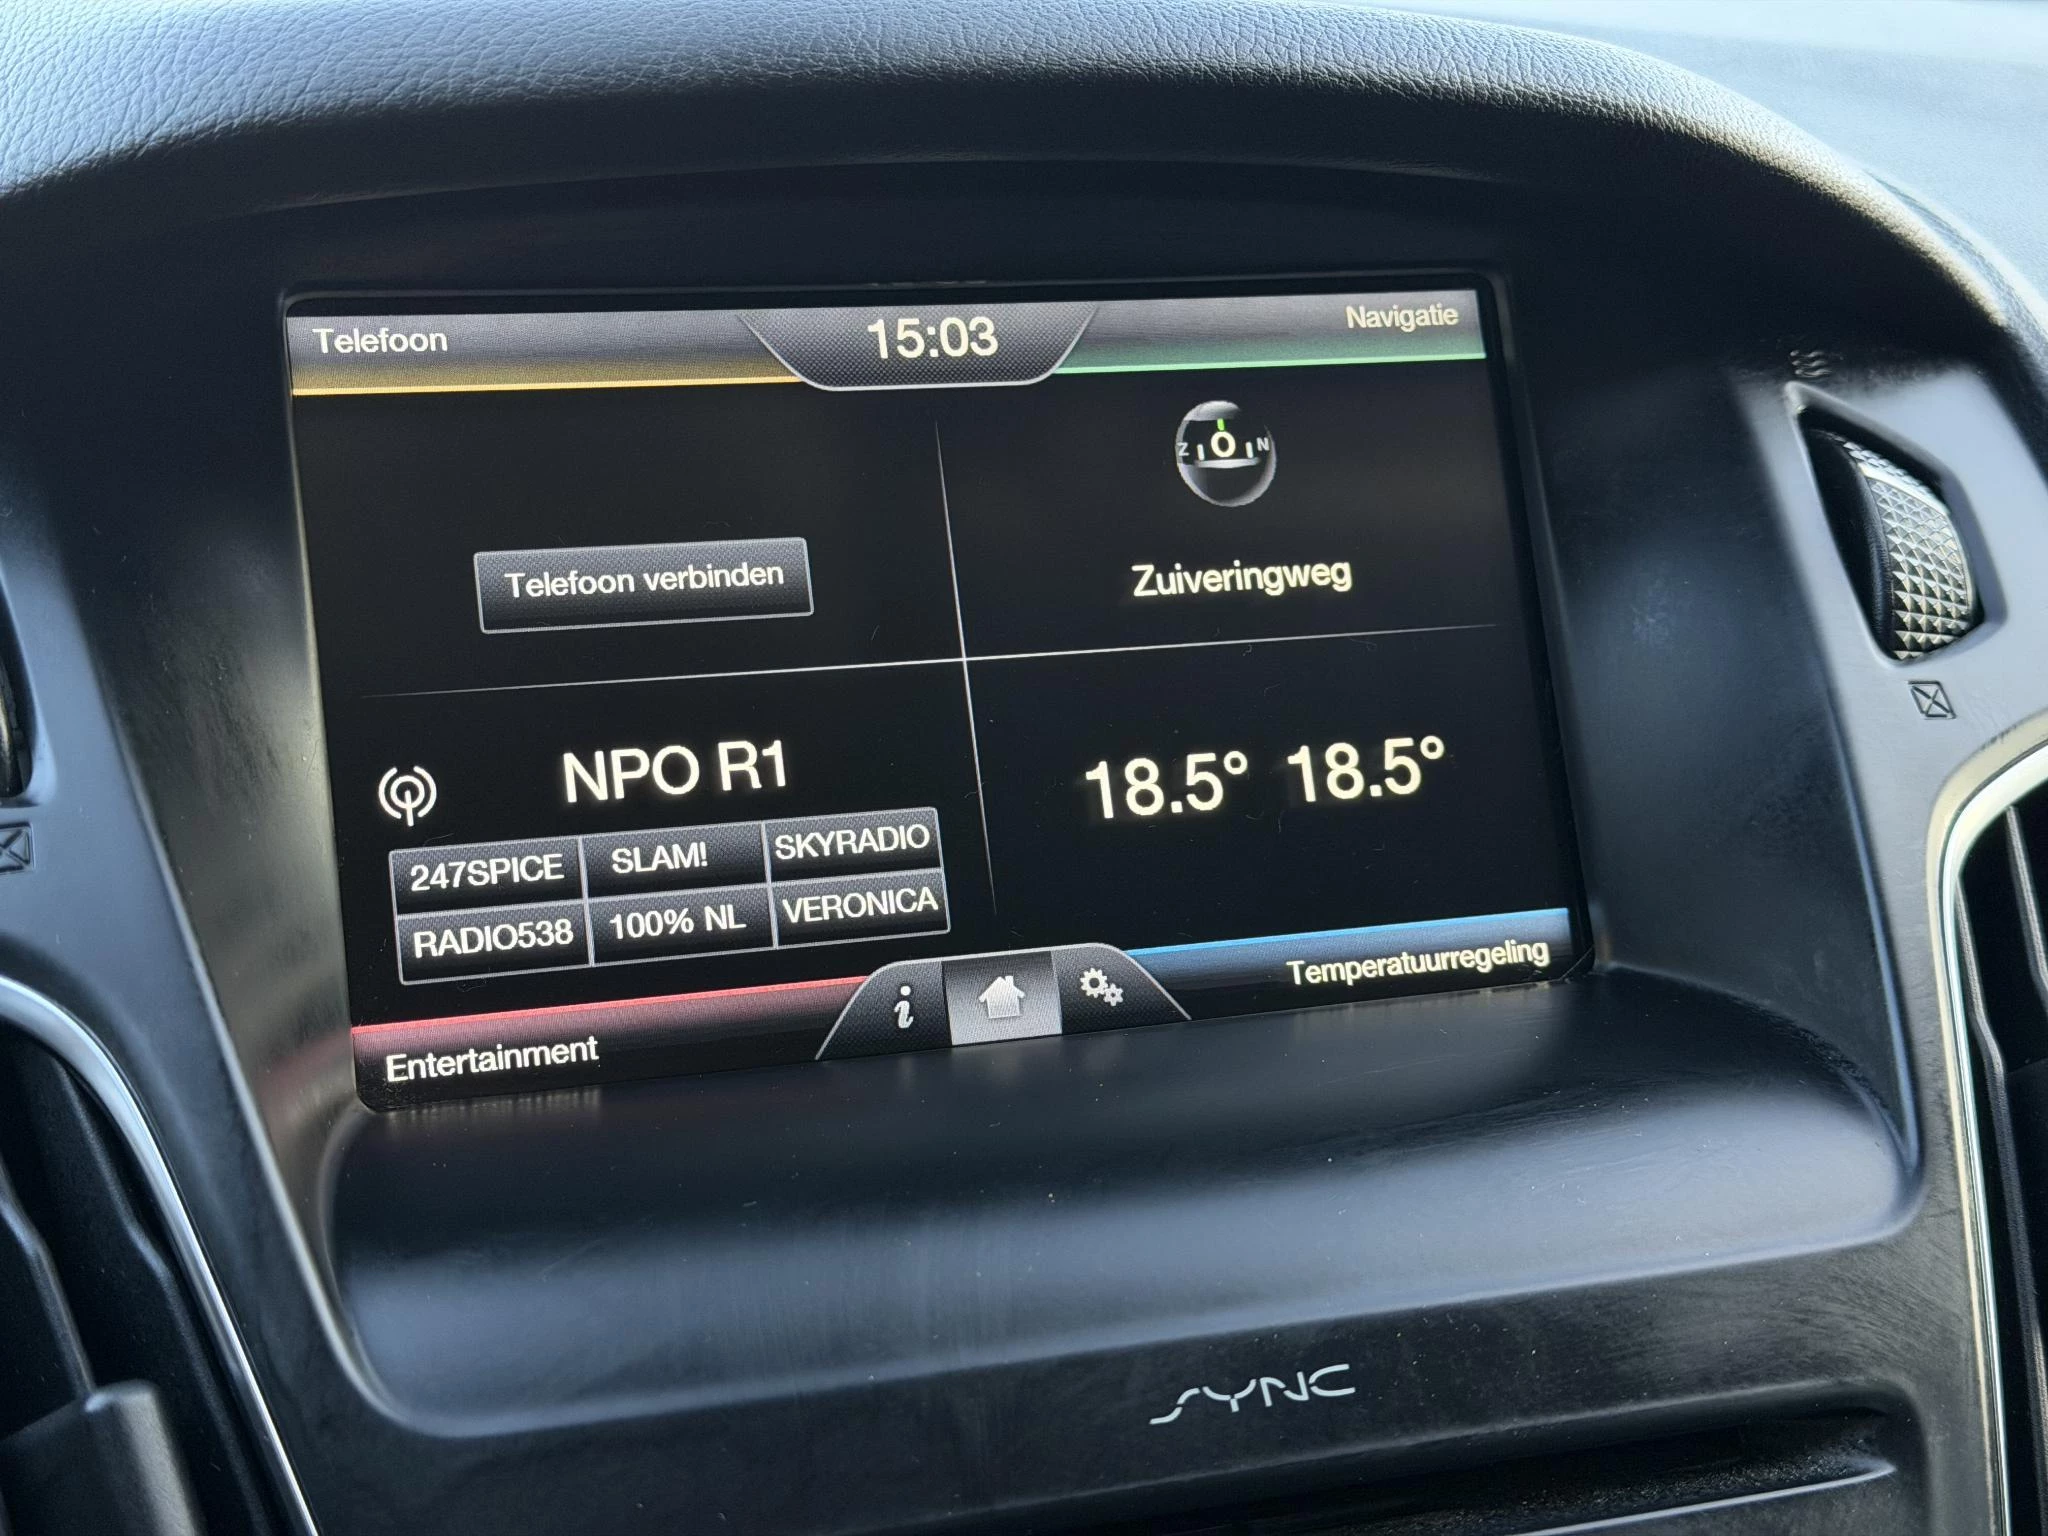 Telefoon
15:03
Navigatie
Z O N
Telefoon verbinden
Zuiveringweg
NPO R1
18.5° 18.5°
247SPICE SLAM! SKYRADIO
RADIO538 100% NL VERONICA
Entertainment
i
Temperatuurregeling
SYNC